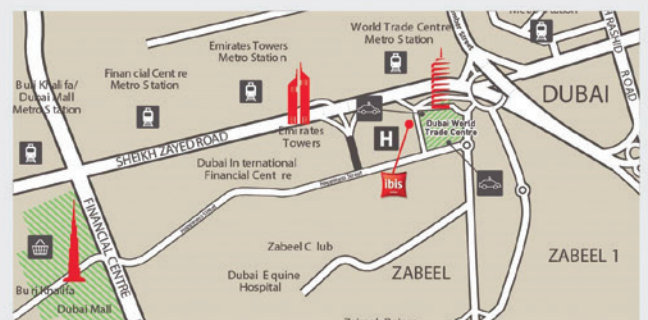 World Trade Centre
Metro Station
Emirates Towers
Metro Station
Financial Centre
Metro Station
Burj Khalifa/
Dubai Mall
Metro Station
RASHID
ROAD
DUBAI
Dubai World
Trade Centre
Emirates
Towers
H
SHEIKH ZAYED ROAD
Dubai International
Financial Centre
ibis
FINANCIAL CENTRE
Zabeel Club
ZABEEL
ZABEEL 1
Dubai Equine
Hospital
Burj Khalifa
Dubai Mall